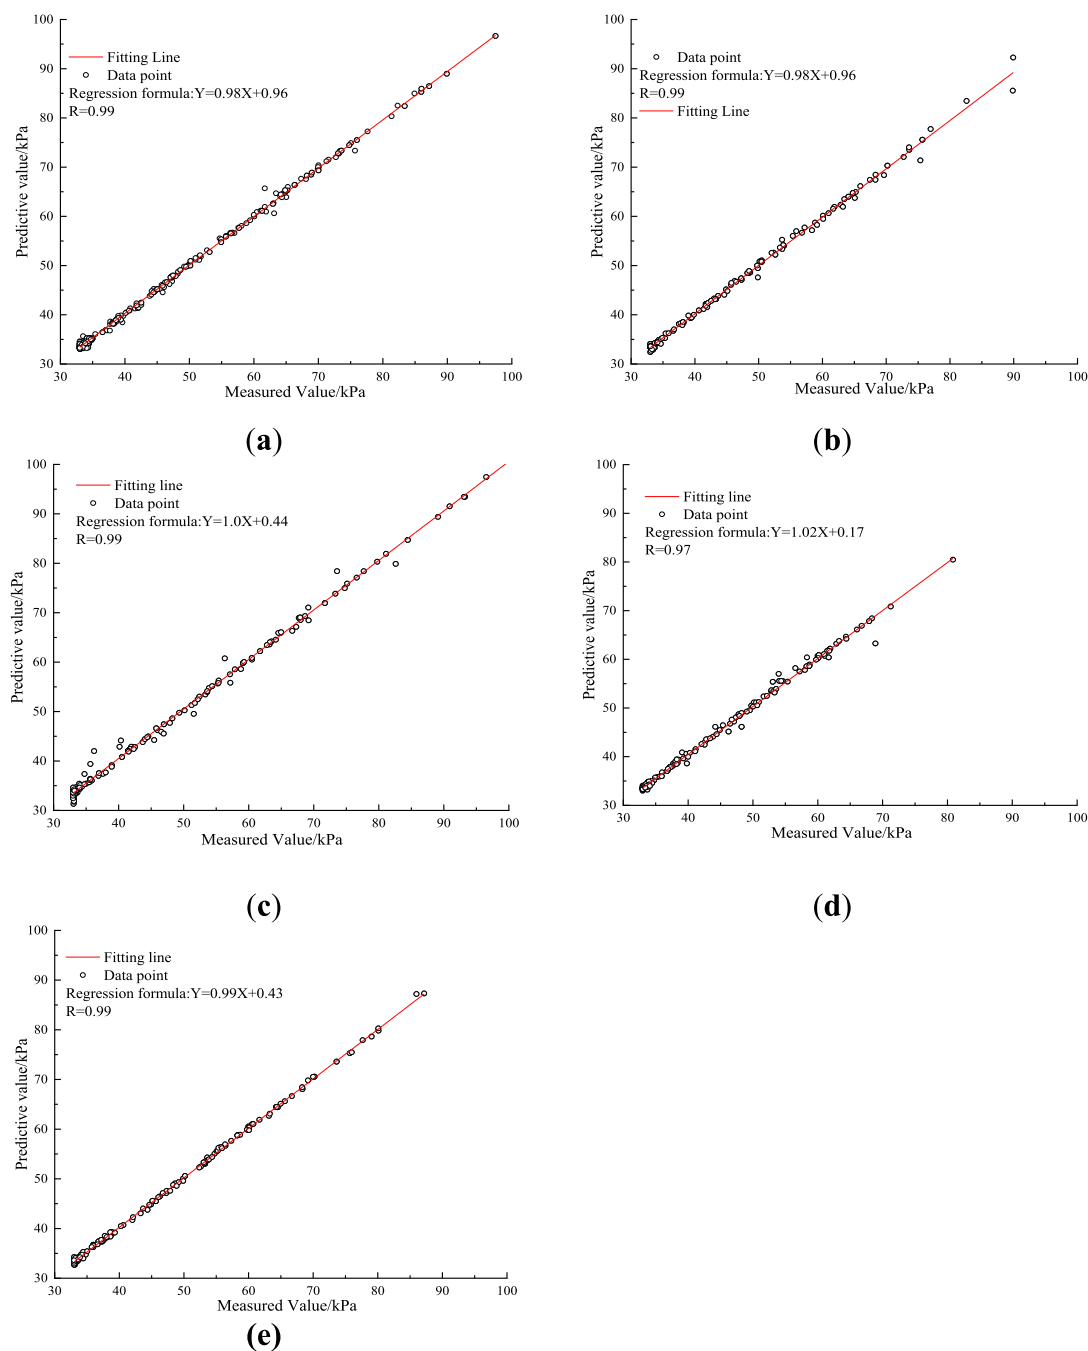 100
90
80
70
60
50
40
30
Predictive value/kPa
Fitting Line
Data point
Regression formula:Y=0.98X+0.96
R=0.99
30 40 50 60 70 80 90 100
Measured Value/kPa
(a)
100
90
80
70
60
50
40
30
Predictive value/kPa
Data point
Regression formula:Y=0.98X+0.96
R=0.99
Fitting Line
30 40 50 60 70 80 90 100
Measured Value/kPa
(b)
100
90
80
70
60
50
40
30
Predictive value/kPa
Fitting line
Data point
Regression formula:Y=1.0X+0.44
R=0.99
30 40 50 60 70 80 90 100
Measured Value/kPa
(c)
100
90
80
70
60
50
40
30
Predictive value/kPa
Fitting line
Data point
Regression formula:Y=1.02X+0.17
R=0.97
30 40 50 60 70 80 90 100
Measured Value/kPa
(d)
100
90
80
70
60
50
40
30
Predictive value/kPa
Fitting line
Data point
Regression formula:Y=0.99X+0.43
R=0.99
30 40 50 60 70 80 90 100
Measured Value/kPa
(e)